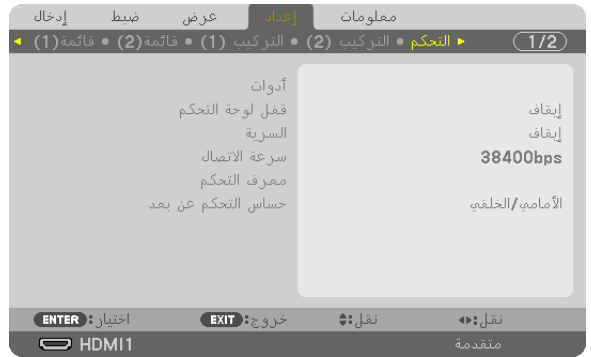 إدخال ضبط عرض إعداد معلومات
◄ قائمة(1) • قائمة(2) • التركيب (1) • التركيب (2) • التحكم ► 1/2
أدوات
قفل لوحة التحكم إيقاف
السرية إيقاف
سرعة الاتصال 38400bps
معرف التحكم
حساس التحكم عن بعد الأمامي/الخلفي
ENTER :اختيار EXIT :خروج نقل: نقل:
HDMI1 متقدمة